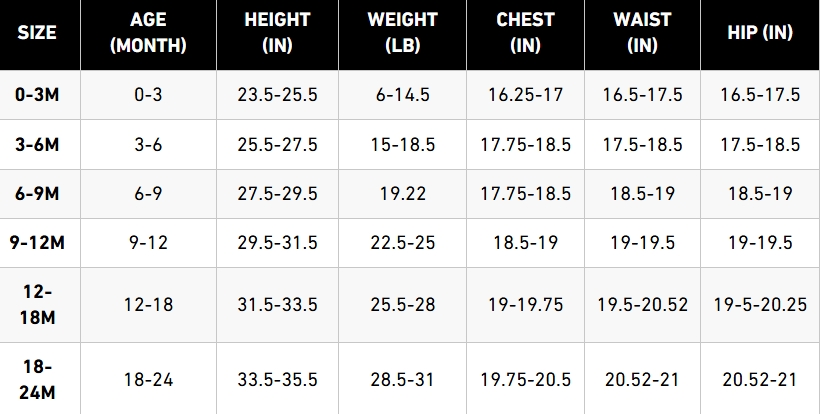 SIZE AGE (MONTH) HEIGHT (IN) WEIGHT (LB) CHEST (IN) WAIST (IN) HIP (IN)
0-3M 0-3 23.5-25.5 6-14.5 16.25-17 16.5-17.5 16.5-17.5
3-6M 3-6 25.5-27.5 15-18.5 17.75-18.5 17.5-18.5 17.5-18.5
6-9M 6-9 27.5-29.5 19.22 17.75-18.5 18.5-19 18.5-19
9-12M 9-12 29.5-31.5 22.5-25 18.5-19 19-19.5 19-19.5
12-18M 12-18 31.5-33.5 25.5-28 19-19.75 19.5-20.52 19-5-20.25
18-24M 18-24 33.5-35.5 28.5-31 19.75-20.5 20.52-21 20.52-21